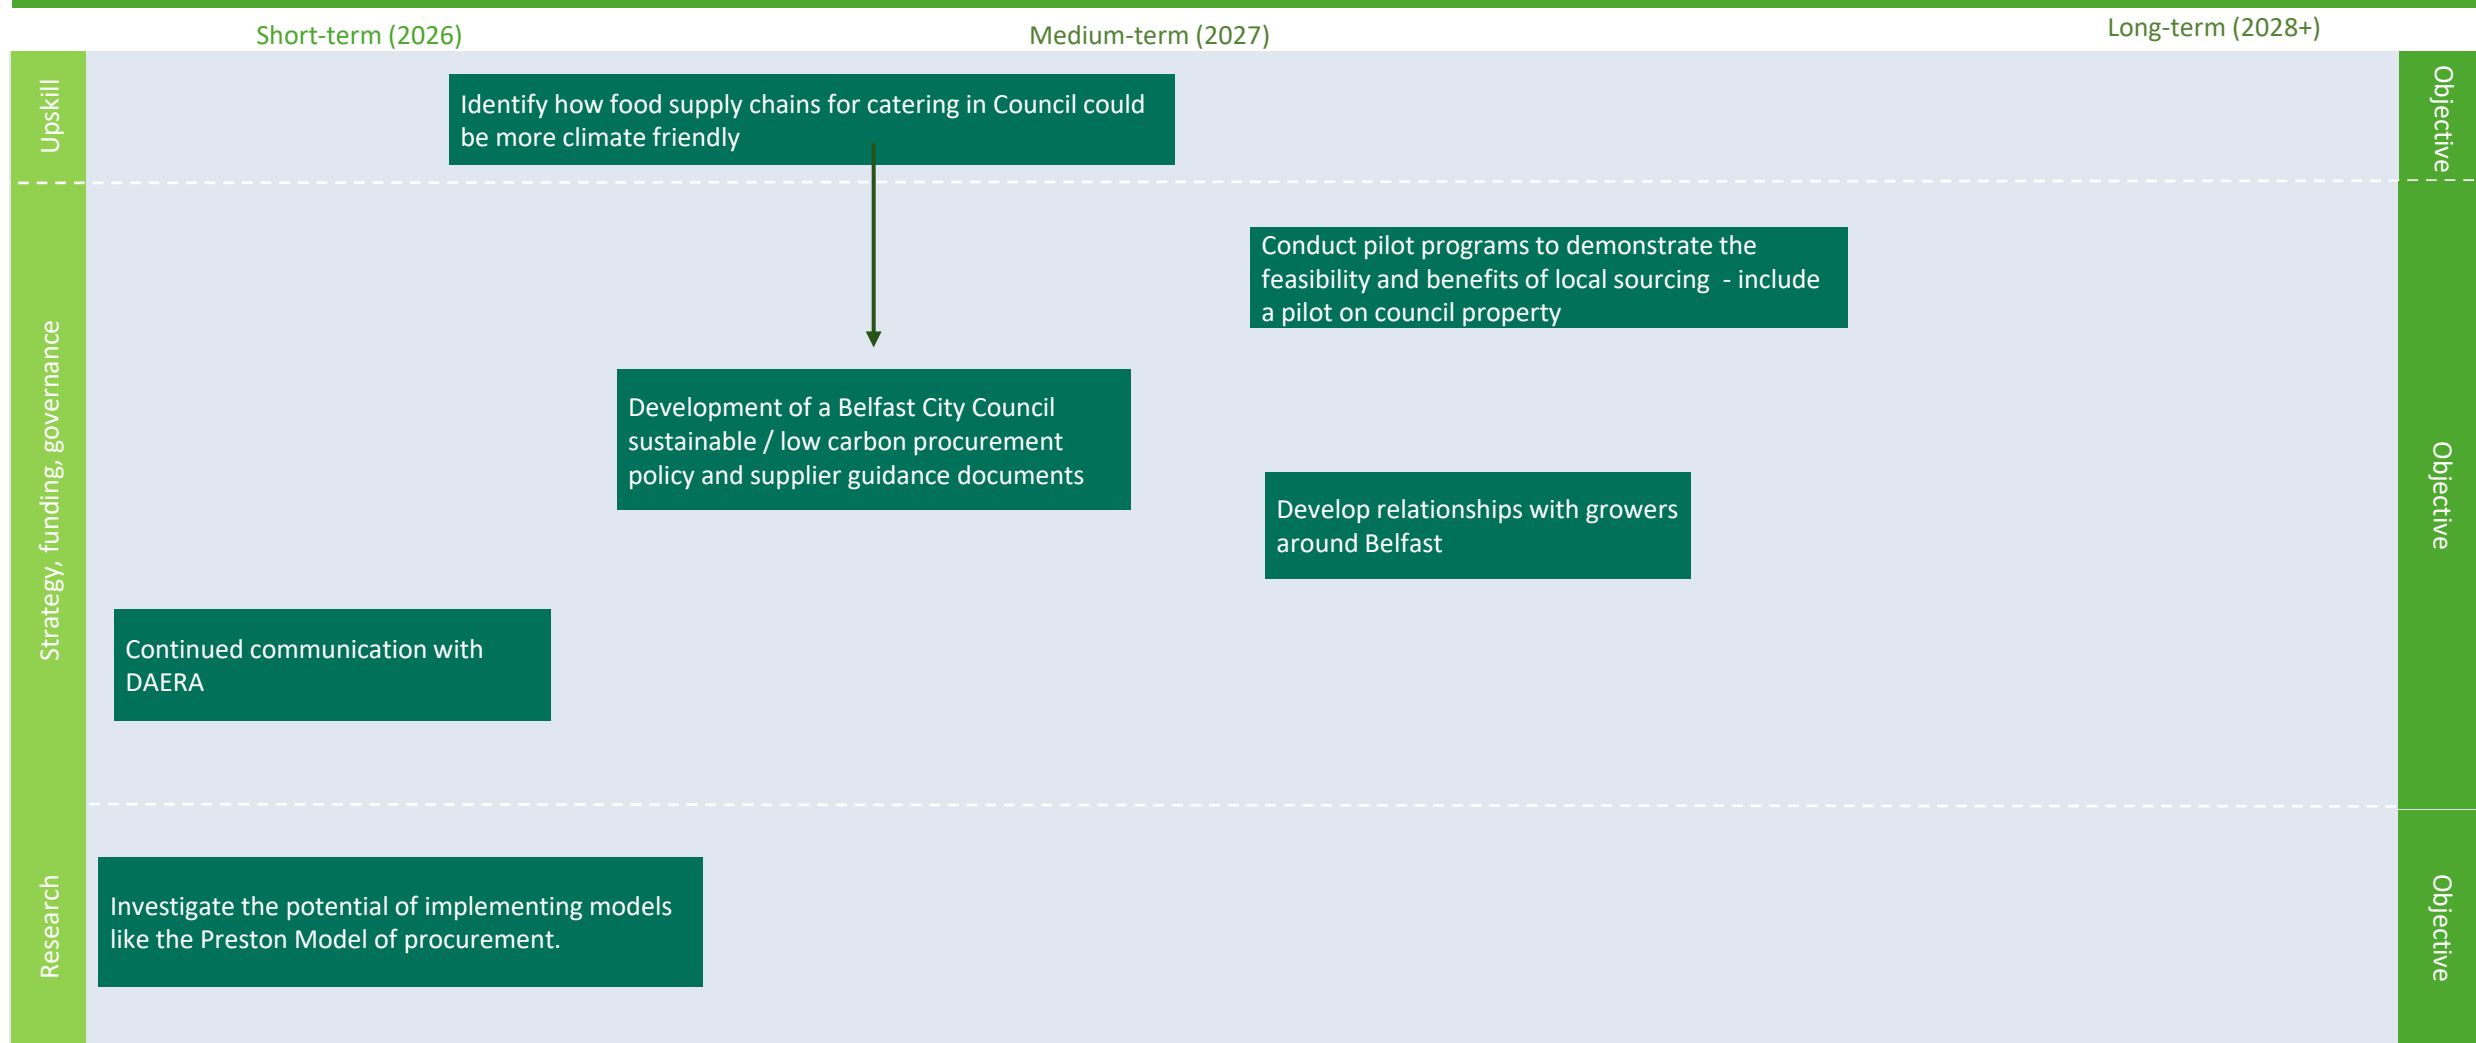 Short-term (2026)
Medium-term (2027)
Long-term (2028+)
Upskill
Identify how food supply chains for catering in Council could
be more climate friendly
Objective
Strategy, funding, governance
Conduct pilot programs to demonstrate the
feasibility and benefits of local sourcing  - include
a pilot on council property
Development of a Belfast City Council
sustainable / low carbon procurement
policy and supplier guidance documents
Develop relationships with growers
around Belfast
Continued communication with
DAERA
Objective
Research
Investigate the potential of implementing models
like the Preston Model of procurement.
Objective